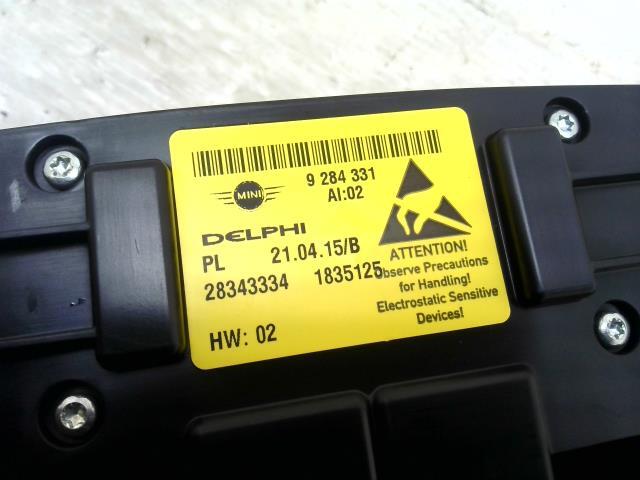 9 284 331
MINI
AI:02
DELPHI
PL 21.04.15/B
28343334 1835125
HW: 02
ATTENTION!
Observe Precautions
for Handling!
Electrostatic Sensitive
Devices!